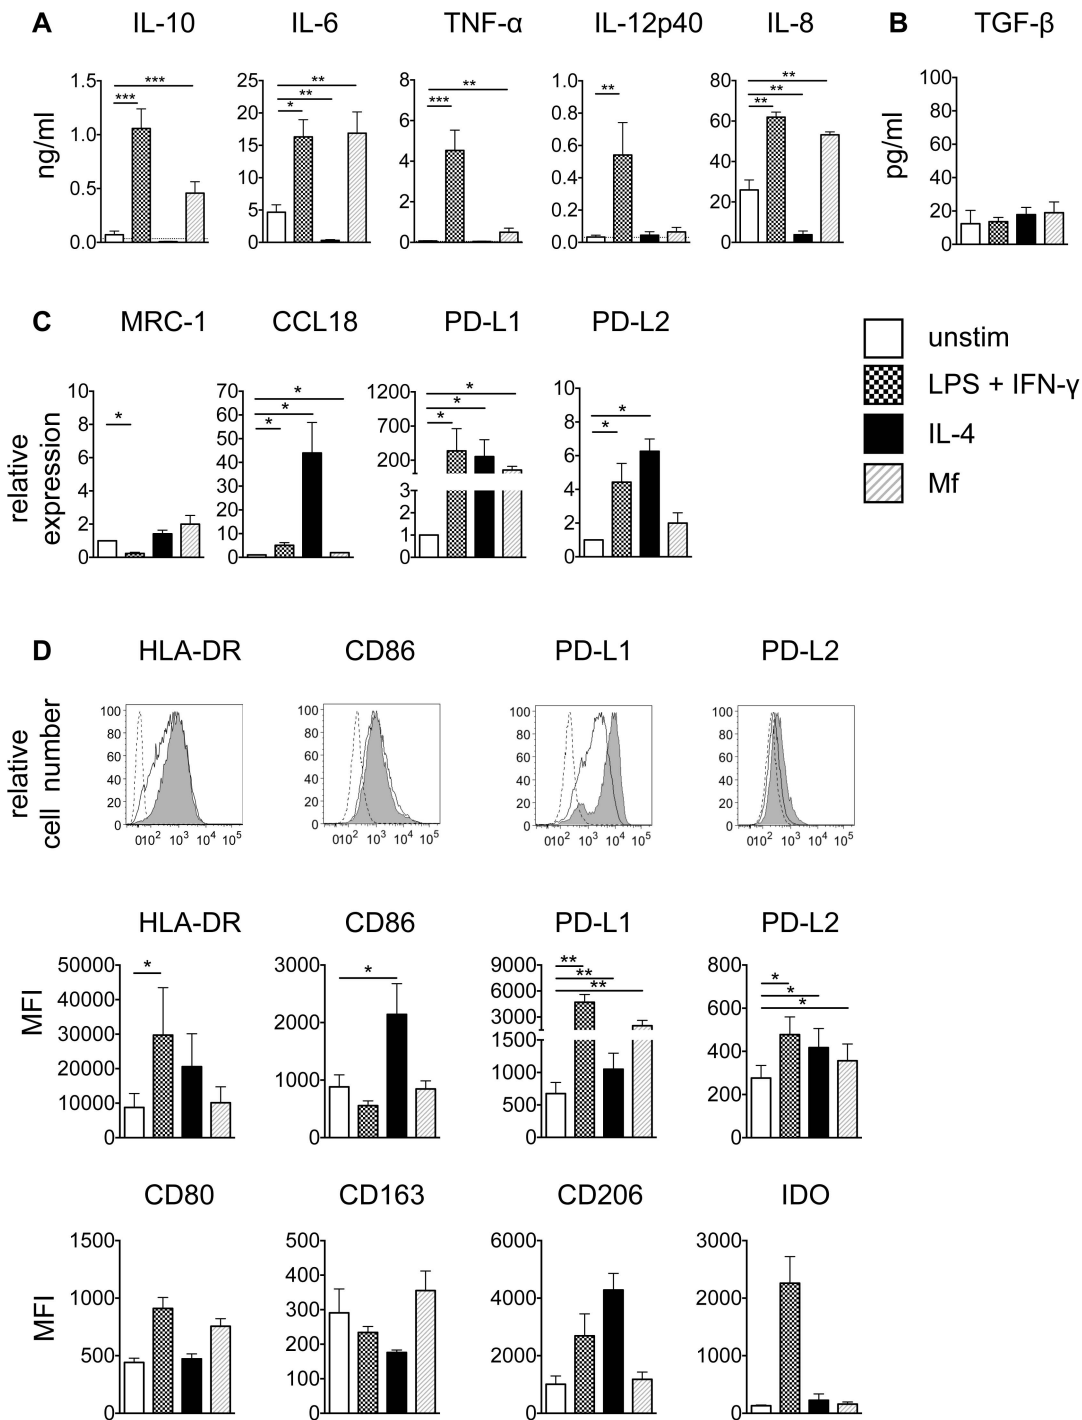 A IL-10 IL-6 TNF-α IL-12p40 IL-8 B TGF-β
ng/ml
1.5 1.0 0.5 0.0
*** ***
25 20 15 10 5 0
** ** *
8 6 4 2 0
** ***
1.0 0.8 0.6 0.4 0.2 0.0
**
80 60 40 20 0
** ** **
pg/ml
100 80 60 40 20 0
C MRC-1 CCL18 PD-L1 PD-L2
relative
expression
10 8 6 4 2 0
*
70 60 50 40 30 20 10 0
* * *
1200 700 200 3 2 1 0
* * *
10 8 6 4 2 0
* *
unstim
LPS + IFN-γ
IL-4
Mf
D HLA-DR CD86 PD-L1 PD-L2
relative
cell number
100 80 60 40 20 0
010² 10³ 10⁴ 10⁵
100 80 60 40 20 0
010² 10³ 10⁴ 10⁵
100 80 60 40 20 0
010² 10³ 10⁴ 10⁵
100 80 60 40 20 0
010² 10³ 10⁴ 10⁵
HLA-DR CD86 PD-L1 PD-L2
MFI
50000 40000 30000 20000 10000 0
*
3000 2000 1000 0
*
9000 6000 3000 1500 1000 500 0
** ** **
800 600 400 200 0
* * *
CD80 CD163 CD206 IDO
MFI
1500 1000 500 0
500 400 300 200 100 0
6000 4000 2000 0
3000 2000 1000 0